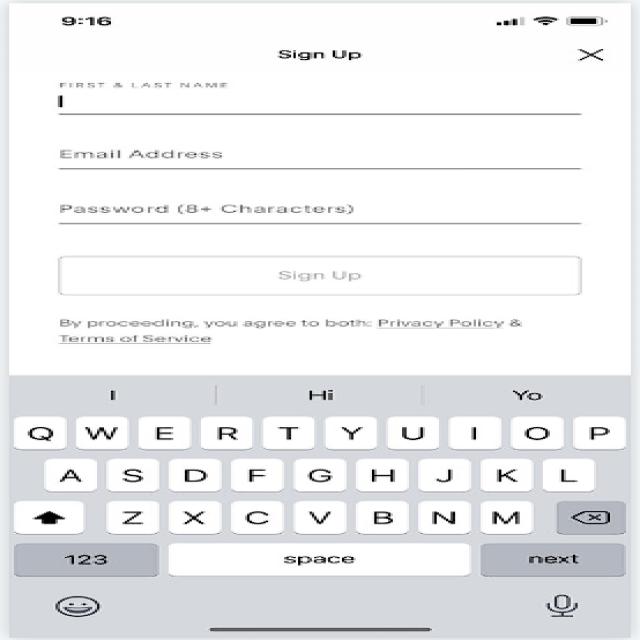 9:16
Sign Up
FIRST & LAST NAME
Email Address
Password (8+ Characters)
Sign Up
By proceeding, you agree to both: Privacy Policy &
Terms of Service
I Hi Yo
Q W E R T Y U I O P
A S D F G H J K L
Z X C V B N M
123 space next